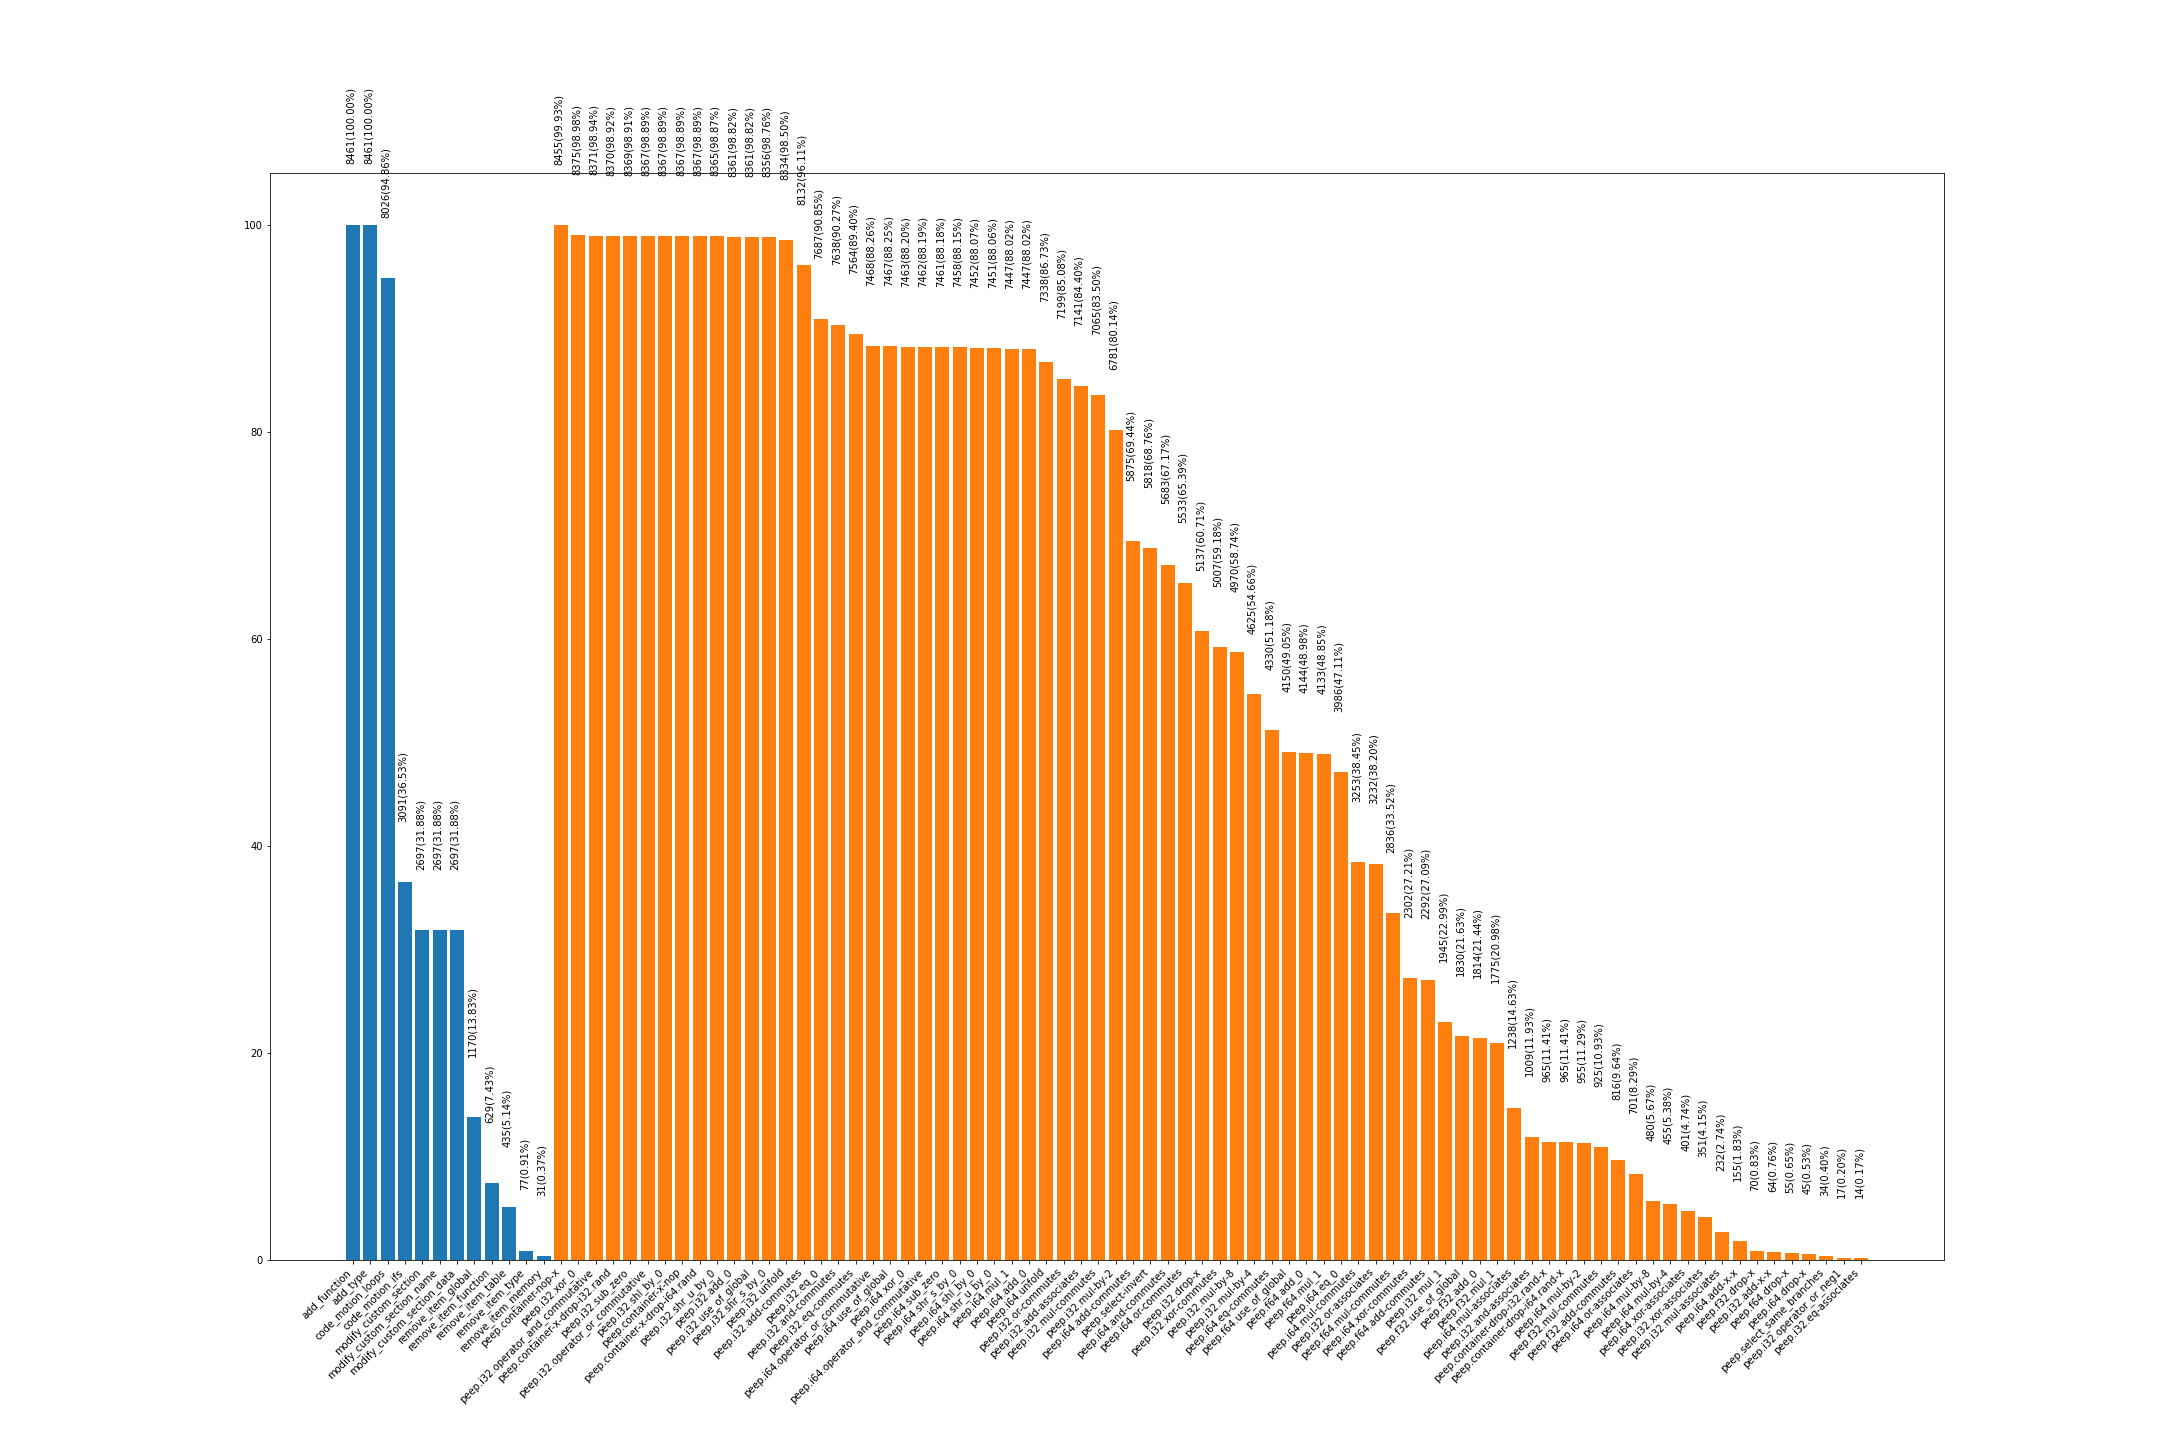 8461(100.00%)
8461(100.00%)
8026(94.86%)
3091(36.53%)
2697(31.88%)
2697(31.88%)
2697(31.88%)
1170(13.83%)
629(7.43%)
435(5.14%)
77(0.91%)
31(0.37%)
8455(99.93%)
8375(98.98%)
8371(98.94%)
8370(98.92%)
8369(98.91%)
8367(98.89%)
8367(98.89%)
8367(98.89%)
8367(98.89%)
8365(98.87%)
8361(98.82%)
8361(98.82%)
8356(98.76%)
8334(98.50%)
8132(96.11%)
7687(90.85%)
7638(90.27%)
7564(89.40%)
7468(88.26%)
7467(88.25%)
7463(88.20%)
7462(88.19%)
7461(88.18%)
7458(88.15%)
7452(88.07%)
7451(88.06%)
7447(88.02%)
7447(88.02%)
7338(86.73%)
7199(85.08%)
7141(84.40%)
7065(83.50%)
6781(80.14%)
5875(69.44%)
5818(68.76%)
5683(67.17%)
5533(65.39%)
5137(60.71%)
5007(59.18%)
4970(58.74%)
4625(54.66%)
4330(51.18%)
4150(49.05%)
4144(48.98%)
4133(48.85%)
3986(47.11%)
3253(38.45%)
3232(38.20%)
2836(33.52%)
2302(27.21%)
2292(27.09%)
1945(22.99%)
1830(21.63%)
1814(21.44%)
1775(20.98%)
1238(14.63%)
1009(11.93%)
965(11.41%)
965(11.41%)
955(11.29%)
925(10.93%)
816(9.64%)
701(8.29%)
480(5.67%)
455(5.38%)
401(4.74%)
351(4.15%)
232(2.74%)
155(1.83%)
70(0.83%)
64(0.76%)
55(0.65%)
45(0.53%)
34(0.40%)
17(0.20%)
14(0.17%)
100
80
60
40
20
0
add_function
add_type
code_motion_loops
code_motion_ifs
modify_custom_section
modify_custom_section_name
modify_custom_section_data
remove_item_global
remove_item_function
remove_item_table
remove_item_type
remove_item_memory
peep.container-nop-x
peep.i32.xor_0
peep.i32.operator_and_commutative
peep.container-x-drop-i32.rand
peep.i32.sub_zero
peep.i32.operator_or_commutative
peep.i32.shl_by_0
peep.container-x-nop
peep.container-x-drop-i64.rand
peep.i32.shr_u_by_0
peep.i32.add_0
peep.i32.use_of_global
peep.i32.shr_s_by_0
peep.i32.unfold
peep.i32.add-commutes
peep.i32.eq_0
peep.i32.and-commutes
peep.i32.eq-commutes
peep.i64.operator_or_commutative
peep.i64.use_of_global
peep.i64.xor_0
peep.i64.operator_and_commutative
peep.i64.sub_zero
peep.i64.shr_s_by_0
peep.i64.shl_by_0
peep.i64.shr_u_by_0
peep.i64.mul_1
peep.i64.add_0
peep.i64.unfold
peep.i32.or-commutes
peep.i32.add-associates
peep.i32.mul-commutes
peep.i32.mul-by-2
peep.i64.add-commutes
peep.select-invert
peep.i64.and-commutes
peep.i64.or-commutes
peep.i32.drop-x
peep.i32.xor-commutes
peep.i32.mul-by-8
peep.i32.mul-by-4
peep.i64.eq-commutes
peep.f64.use_of_global
peep.f64.add_0
peep.f64.mul_1
peep.i64.eq_0
peep.i64.mul-commutes
peep.i32.or-associates
peep.f64.mul-commutes
peep.i64.xor-commutes
peep.f64.add-commutes
peep.i32.mul_1
peep.f32.use_of_global
peep.f32.add_0
peep.f32.mul_1
peep.i64.mul-associates
peep.i32.and-associates
peep.container-drop-i32.rand-x
peep.container-drop-i64.rand-x
peep.i64.mul-by-2
peep.f32.mul-commutes
peep.f32.add-commutes
peep.i64.or-associates
peep.i64.mul-by-8
peep.i64.mul-by-4
peep.i64.xor-associates
peep.i32.xor-associates
peep.i32.mul-associates
peep.i64.add-x-x
peep.f32.drop-x
peep.i32.add-x-x
peep.f64.drop-x
peep.i64.drop-x
peep.select_same_branches
peep.i32.operator_or_neg1
peep.i32.eq-associates